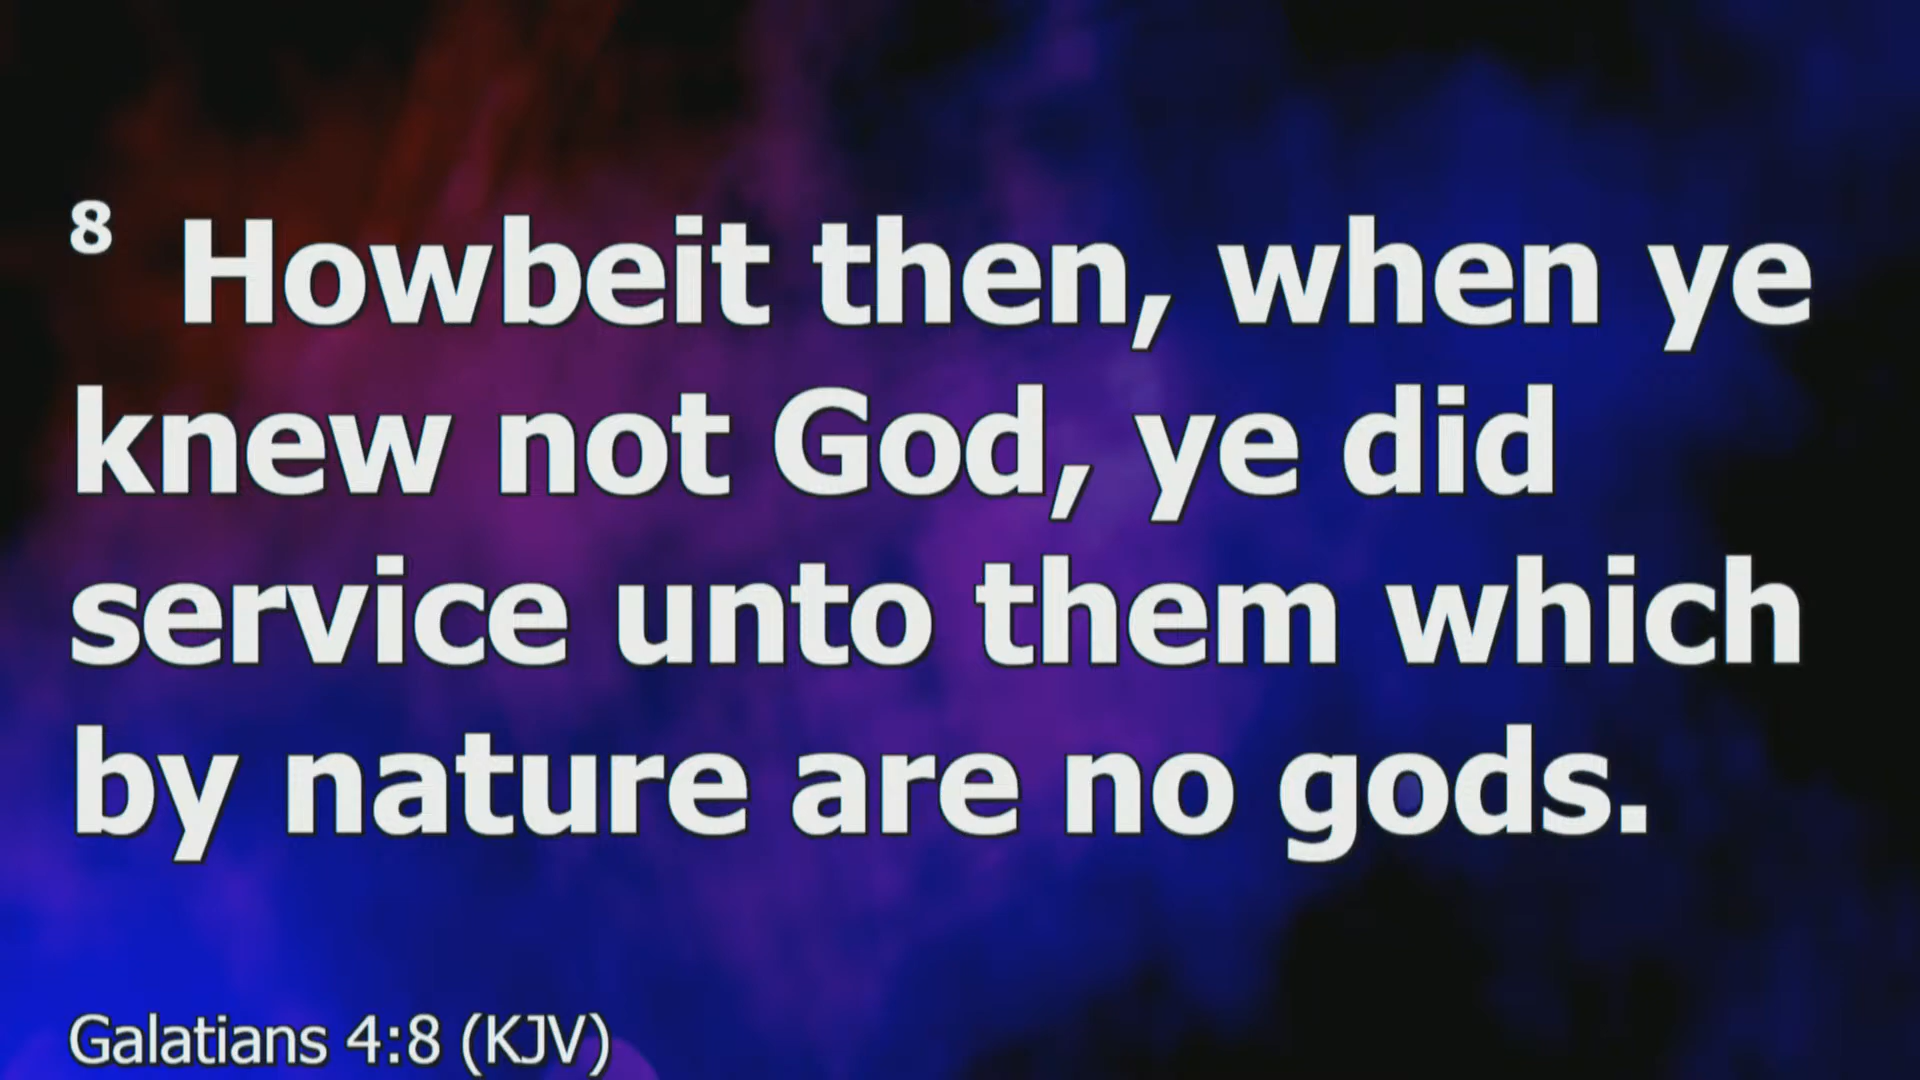 8 Howbeit then, when ye
knew not God, ye did
service unto them which
by nature are no gods.
Galatians 4:8 (KJV)